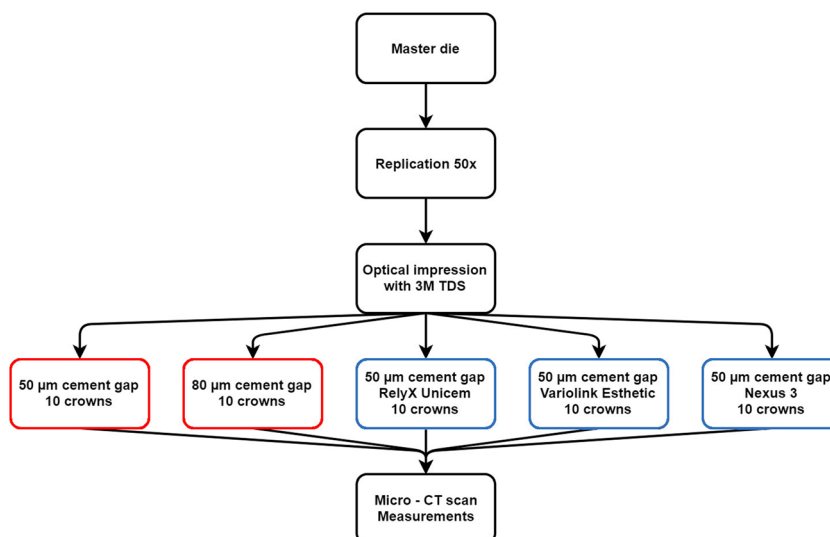 Master die
Replication 50x
Optical impression
with 3M TDS
50 µm cement gap
10 crowns
80 µm cement gap
10 crowns
50 µm cement gap
RelyX Unicem
10 crowns
50 µm cement gap
Variolink Esthetic
10 crowns
50 µm cement gap
Nexus 3
10 crowns
Micro - CT scan
Measurements